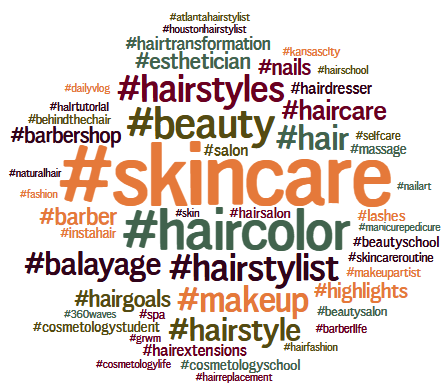 #atlantahairstylist
#houstonhairstylist
#hairtransformation
#kansascity
#esthetician
#nails
#hairschool
#dailyvlog
#hairstyles
#hairdresser
#hairtutorial
#behindthechair
#beauty
#haircare
#barbershop
#hair
#selfcare
#salon
#massage
#naturalhair
#skincare
#nailart
#fashion
#barber
#skin
#hairsalon
#lashes
#instahair
#haircolor
#manicurepedicure
#beautyschool
#balayage
#hairstylist
#skincareroutine
#makeupartist
#hairgoals
#makeup
#highlights
#360waves
#spa
#beautysalon
#cosmetologystudent
#hairstyle
#barberlife
#grwm
#hairextensions
#hairfashion
#cosmetologylife
#cosmetologyschool
#hairreplacement